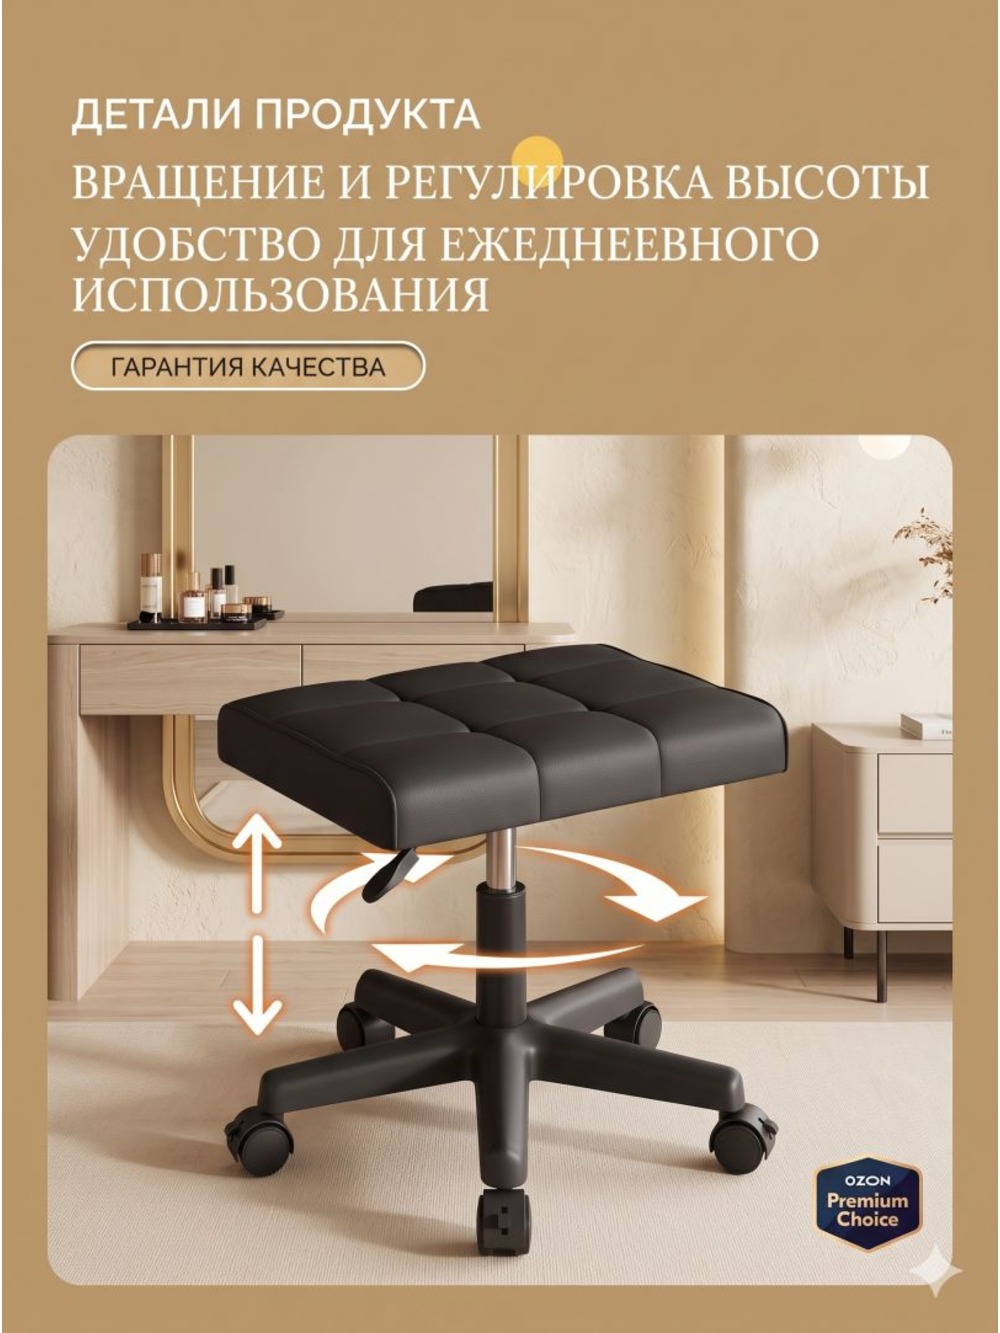 ДЕТАЛИ ПРОДУКТА
ВРАЩЕНИЕ И РЕГУЛИРОВКА ВЫСОТЫ
УДОБСТВО ДЛЯ ЕЖЕДНЕЕВНОГО
ИСПОЛЬЗОВАНИЯ
ГАРАНТИЯ КАЧЕСТВА
OZON
Premium
Choice